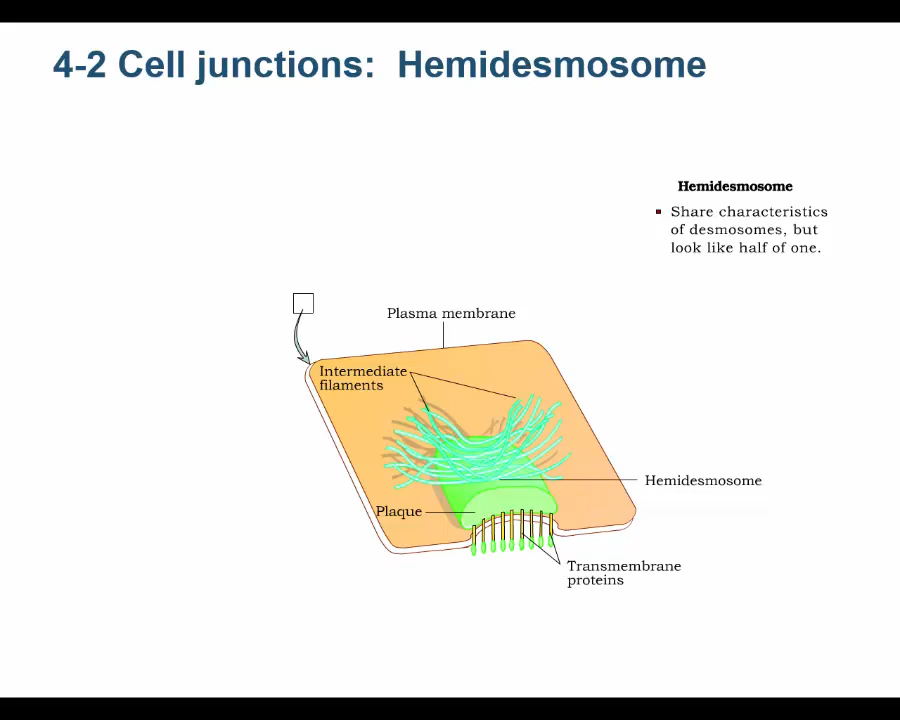 4-2 Cell junctions: Hemidesmosome
Hemidesmosome
Share characteristics
of desmosomes, but
look like half of one.
Plasma membrane
Intermediate
filaments
Hemidesmosome
Plaque
Transmembrane
proteins